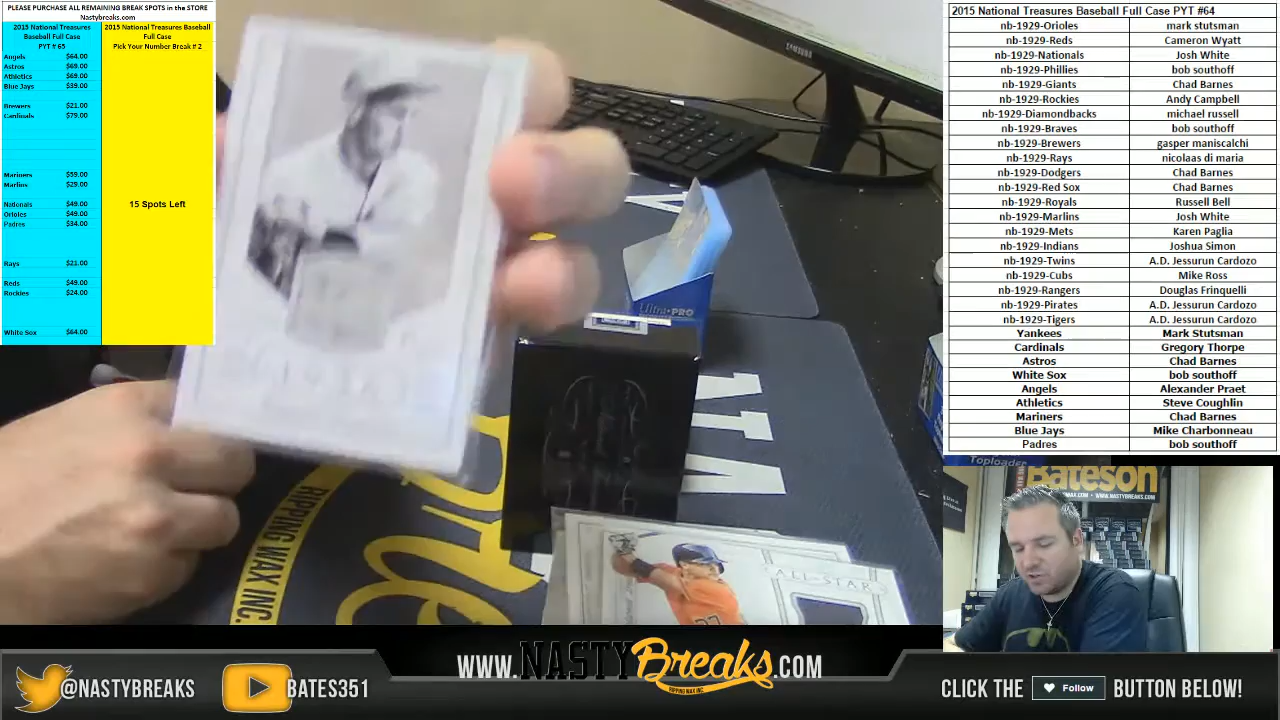 PLEASE PURCHASE ALL REMAINING BREAK SPOTS in the STORE
Nastybreaks.com
2015 National Treasures Baseball Full Case
PYT # 65
Angels $64.00
Astros $69.00
Athletics $69.00
Blue Jays $39.00
Brewers $21.00
Cardinals $79.00
Mariners $59.00
Marlins $29.00
Nationals $49.00
Orioles $49.00
Padres $34.00
Rays $21.00
Reds $49.00
Rockies $24.00
White Sox $64.00
2015 National Treasures Baseball Full Case
Pick Your Number Break # 2
15 Spots Left
2015 National Treasures Baseball Full Case PYT #64
nb-1929-Orioles mark stutsman
nb-1929-Reds Cameron Wyatt
nb-1929-Nationals Josh White
nb-1929-Phillies bob southoff
nb-1929-Giants Chad Barnes
nb-1929-Rockies Andy Campbell
nb-1929-Diamondbacks michael russell
nb-1929-Braves bob southoff
nb-1929-Brewers gasper maniscalchi
nb-1929-Rays nicolaas di maria
nb-1929-Dodgers Chad Barnes
nb-1929-Red Sox Chad Barnes
nb-1929-Royals Russell Bell
nb-1929-Marlins Josh White
nb-1929-Mets Karen Paglia
nb-1929-Indians Joshua Simon
nb-1929-Twins A.D. Jessurun Cardozo
nb-1929-Cubs Mike Ross
nb-1929-Rangers Douglas Frinquelli
nb-1929-Pirates A.D. Jessurun Cardozo
nb-1929-Tigers A.D. Jessurun Cardozo
Yankees Mark Stutsman
Cardinals Gregory Thorpe
Astros Chad Barnes
White Sox bob southoff
Angels Alexander Praet
Athletics Steve Coughlin
Mariners Chad Barnes
Blue Jays Mike Charbonneau
Padres bob southoff
SAMSUNG
Ultra·PRO
RIPPING WAX INC.
ALL-STARS
Toploader
Bateson
WWW.NASTYBREAKS.COM
WWW.NASTYBreaks.COM
RIPPING WAX INC
@NASTYBREAKS
BATES351
CLICK THE Follow BUTTON BELOW!